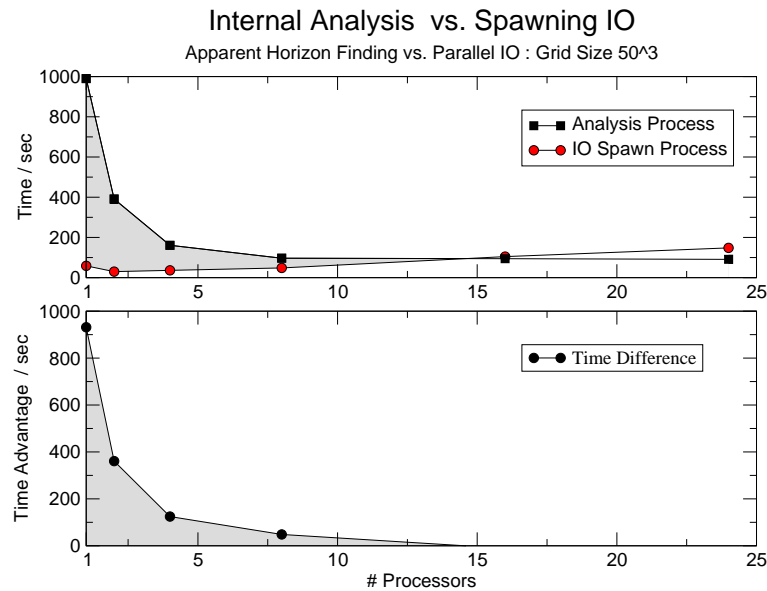 Internal Analysis vs. Spawning IO
Apparent Horizon Finding vs. Parallel IO : Grid Size 50^3
Time / sec
1000
800
600
400
200
0
Analysis Process
IO Spawn Process
1 5 10 15 20 25
Time Advantage / sec
1000
800
600
400
200
0
Time Difference
1 5 10 15 20 25
# Processors